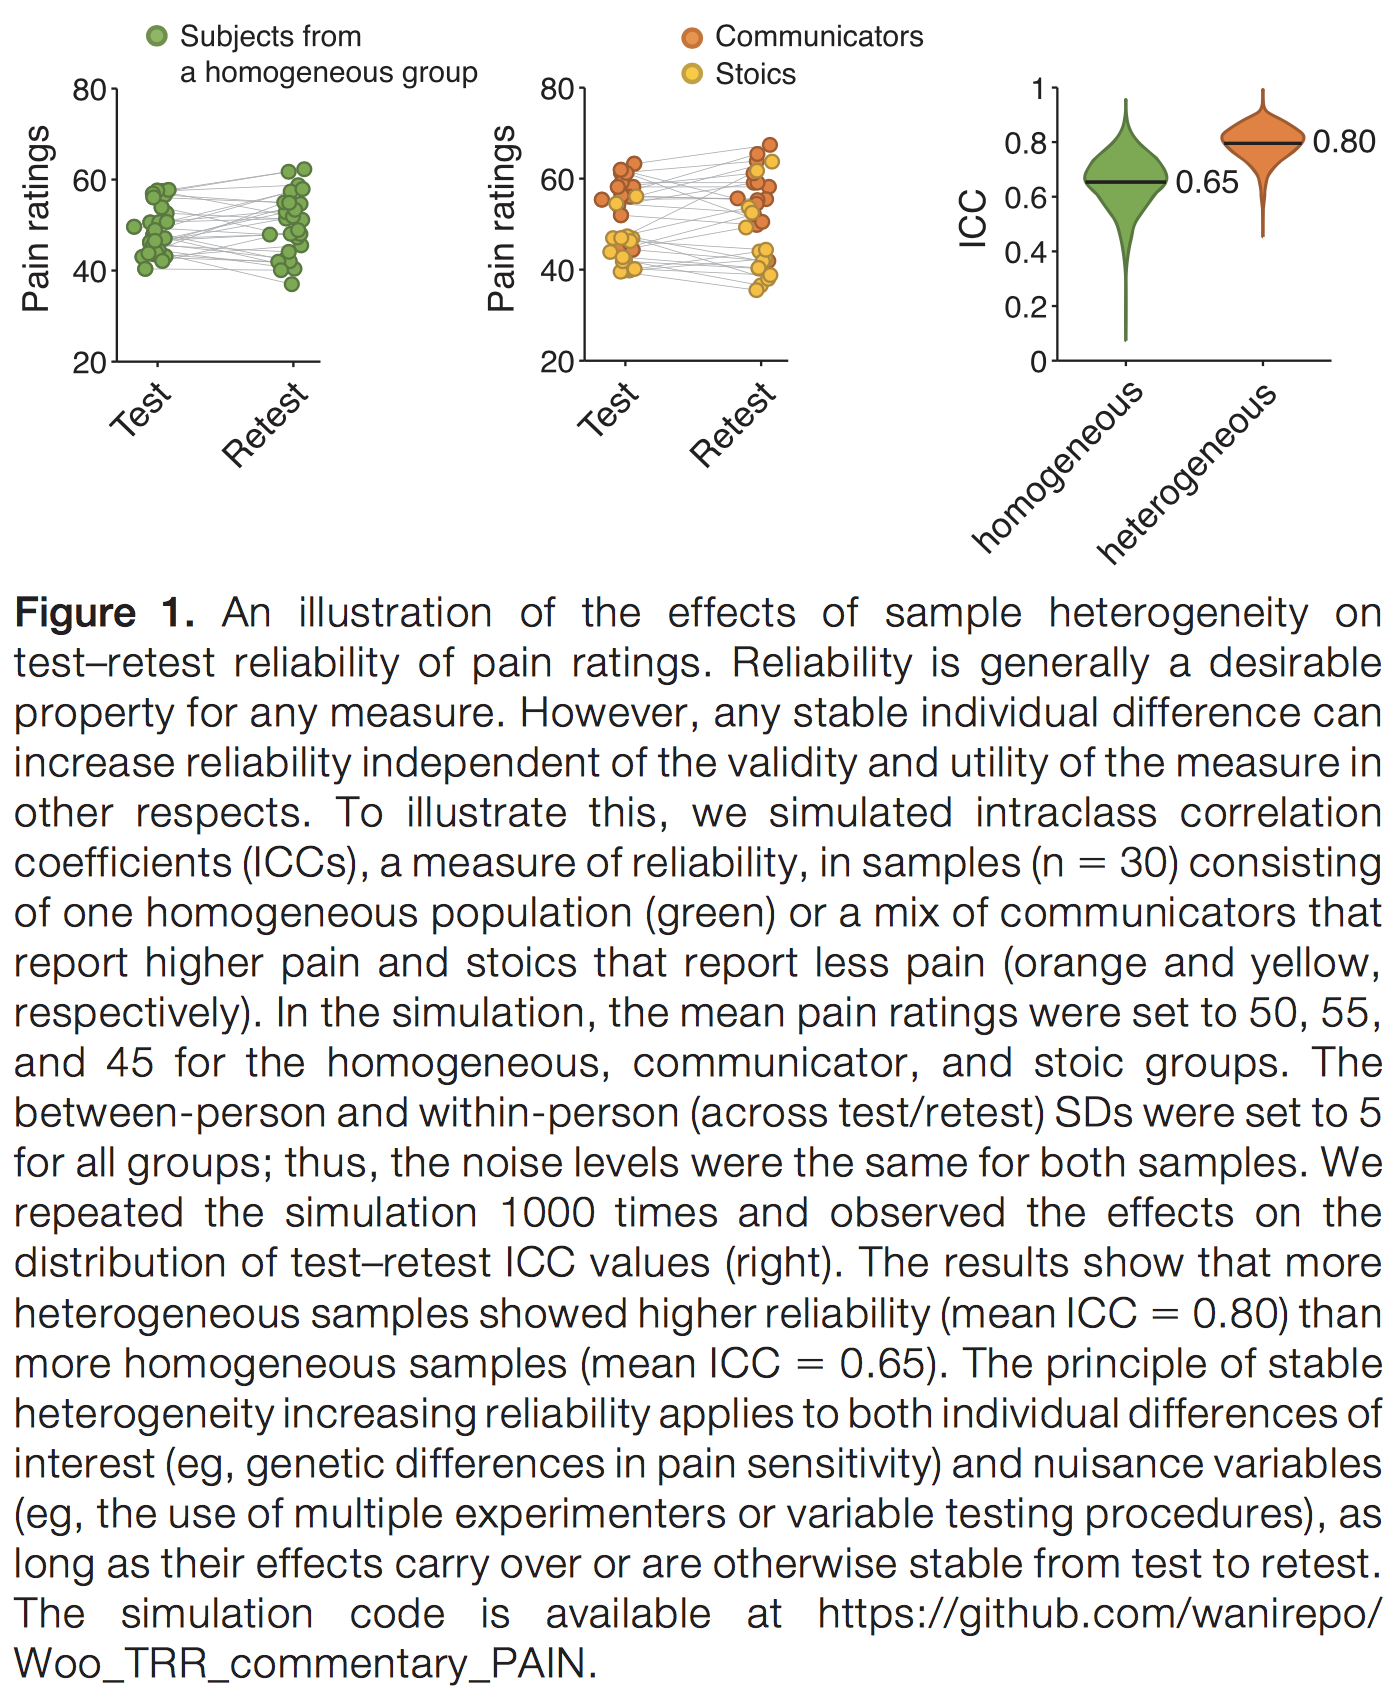 Subjects from
a homogeneous group
80
60
40
20
Pain ratings
Test
Retest
Communicators
Stoics
80
60
40
20
Pain ratings
Test
Retest
1
0.8
0.6
0.4
0.2
0
ICC
0.65
0.80
homogeneous
heterogeneous
Figure 1. An illustration of the effects of sample heterogeneity on
test–retest reliability of pain ratings. Reliability is generally a desirable
property for any measure. However, any stable individual difference can
increase reliability independent of the validity and utility of the measure in
other respects. To illustrate this, we simulated intraclass correlation
coefficients (ICCs), a measure of reliability, in samples (n = 30) consisting
of one homogeneous population (green) or a mix of communicators that
report higher pain and stoics that report less pain (orange and yellow,
respectively). In the simulation, the mean pain ratings were set to 50, 55,
and 45 for the homogeneous, communicator, and stoic groups. The
between-person and within-person (across test/retest) SDs were set to 5
for all groups; thus, the noise levels were the same for both samples. We
repeated the simulation 1000 times and observed the effects on the
distribution of test–retest ICC values (right). The results show that more
heterogeneous samples showed higher reliability (mean ICC = 0.80) than
more homogeneous samples (mean ICC = 0.65). The principle of stable
heterogeneity increasing reliability applies to both individual differences of
interest (eg, genetic differences in pain sensitivity) and nuisance variables
(eg, the use of multiple experimenters or variable testing procedures), as
long as their effects carry over or are otherwise stable from test to retest.
The simulation code is available at https://github.com/wanirepo/
Woo_TRR_commentary_PAIN.